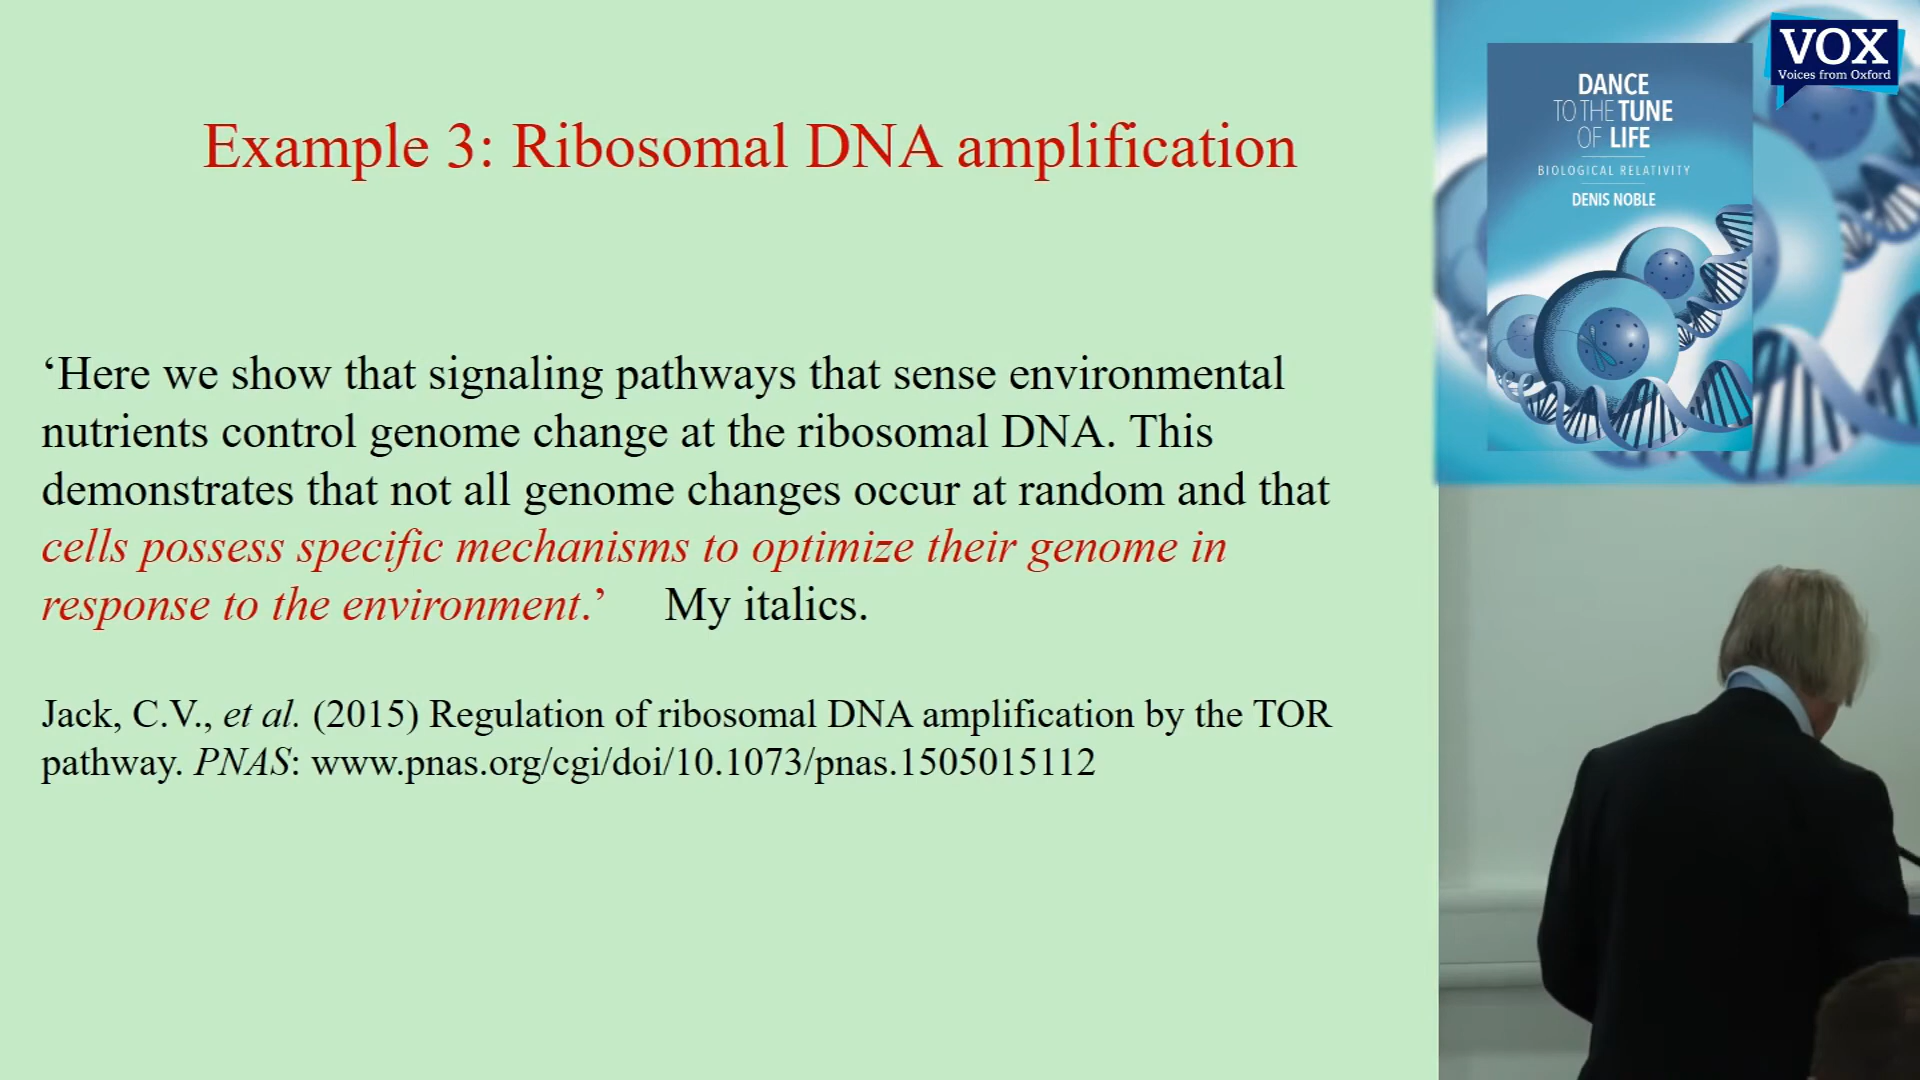 Example 3: Ribosomal DNA amplification
‘Here we show that signaling pathways that sense environmental
nutrients control genome change at the ribosomal DNA. This
demonstrates that not all genome changes occur at random and that
cells possess specific mechanisms to optimize their genome in
response to the environment.’ My italics.
Jack, C.V., et al. (2015) Regulation of ribosomal DNA amplification by the TOR
pathway. PNAS: www.pnas.org/cgi/doi/10.1073/pnas.1505015112
VOX
Voices from Oxford
DANCE
TO THE TUNE
OF LIFE
BIOLOGICAL RELATIVITY
DENIS NOBLE